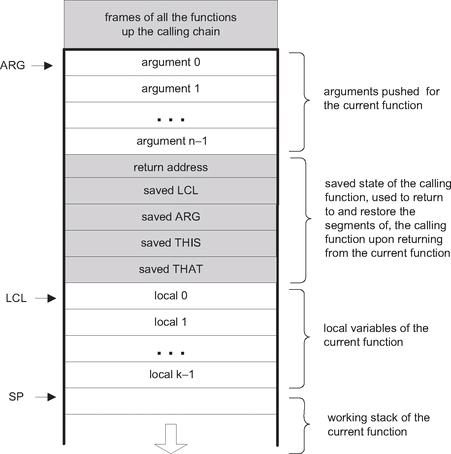 frames of all the functions
up the calling chain
ARG
argument 0
argument 1
. . .
argument n–1
arguments pushed for
the current function
return address
saved LCL
saved ARG
saved THIS
saved THAT
saved state of the calling
function, used to return
to and restore the
segments of, the calling
function upon returning
from the current function
LCL
local 0
local 1
. . .
local k–1
local variables of the
current function
SP
working stack of the
current function